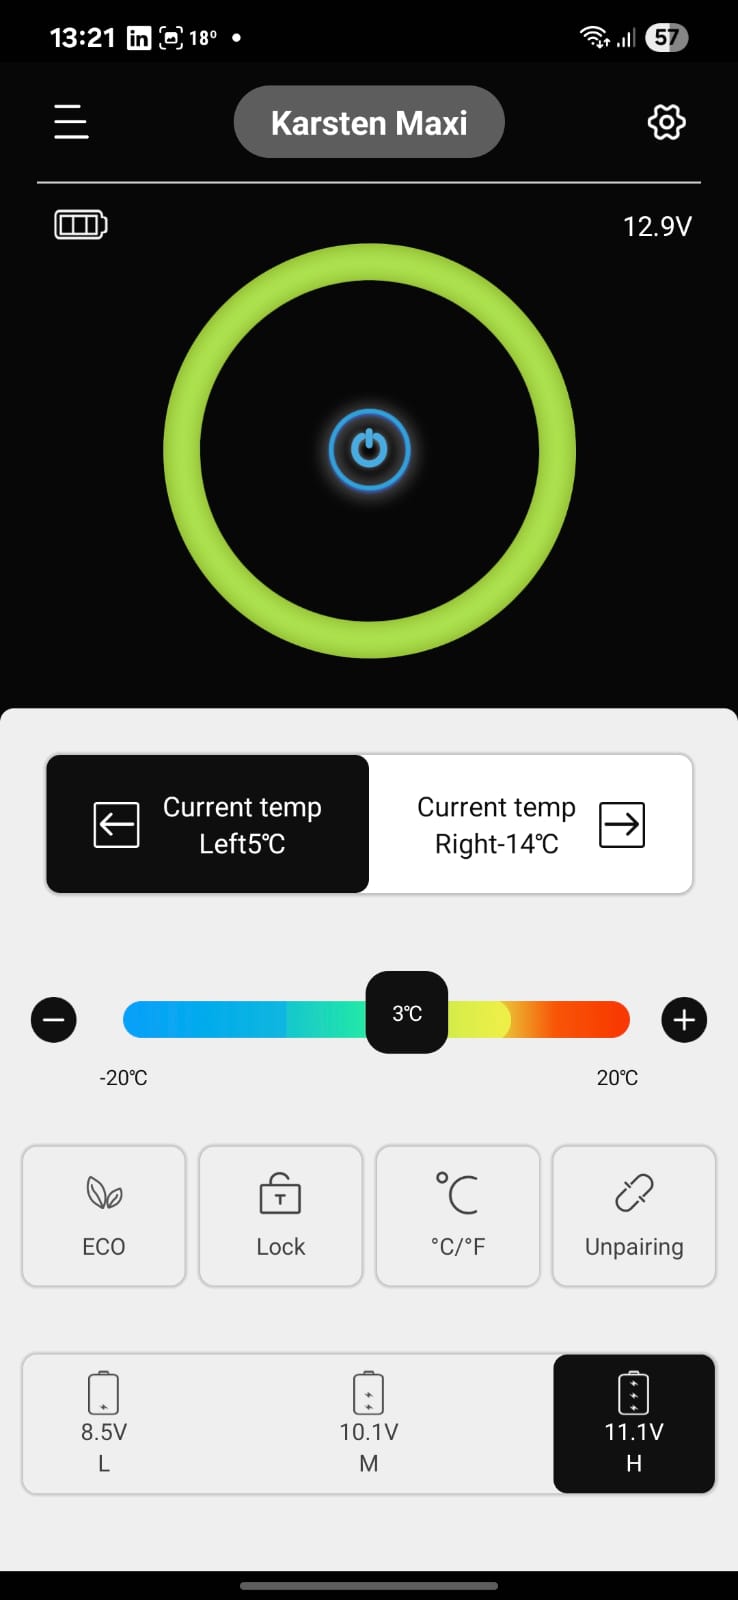 13:21 in 18° 57
Karsten Maxi
12.9V
Current temp
Left5℃
Current temp
Right-14℃
3℃
-20℃ 20℃
ECO
T
Lock
°C
°C/°F
Unpairing
8.5V
L
10.1V
M
11.1V
H